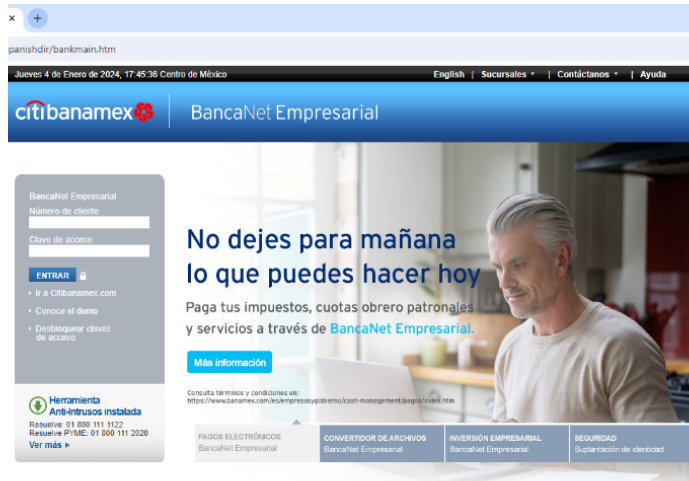 panishdir/bankmain.htm
Jueves 4 de Enero de 2024, 17:45:36 Centro de México
English | Sucursales | Contáctanos | Ayuda
citibanamex
BancaNet Empresarial
BancaNet Empresarial
Número de cliente
Clave de acceso
ENTRAR
Ir a Citibanamex.com
Conoce el demo
Desbloquear claves
de acceso
No dejes para mañana
lo que puedes hacer hoy
Paga tus impuestos, cuotas obrero patronales
y servicios a través de BancaNet Empresarial.
Más información
Consulta términos y condiciones en:
https://www.banamex.com/es/empresasygobierno/cash-management/pagos/index.htm
Herramienta
Anti-Intrusos instalada
Resuelve: 01 800 111 1122
Resuelve PYME: 01 800 111 2020
Ver más
PAGOS ELECTRÓNICOS
BancaNet Empresarial
CONVERTIDOR DE ARCHIVOS
BancaNet Empresarial
INVERSIÓN EMPRESARIAL
BancaNet Empresarial
SEGURIDAD
Suplantación de identidad